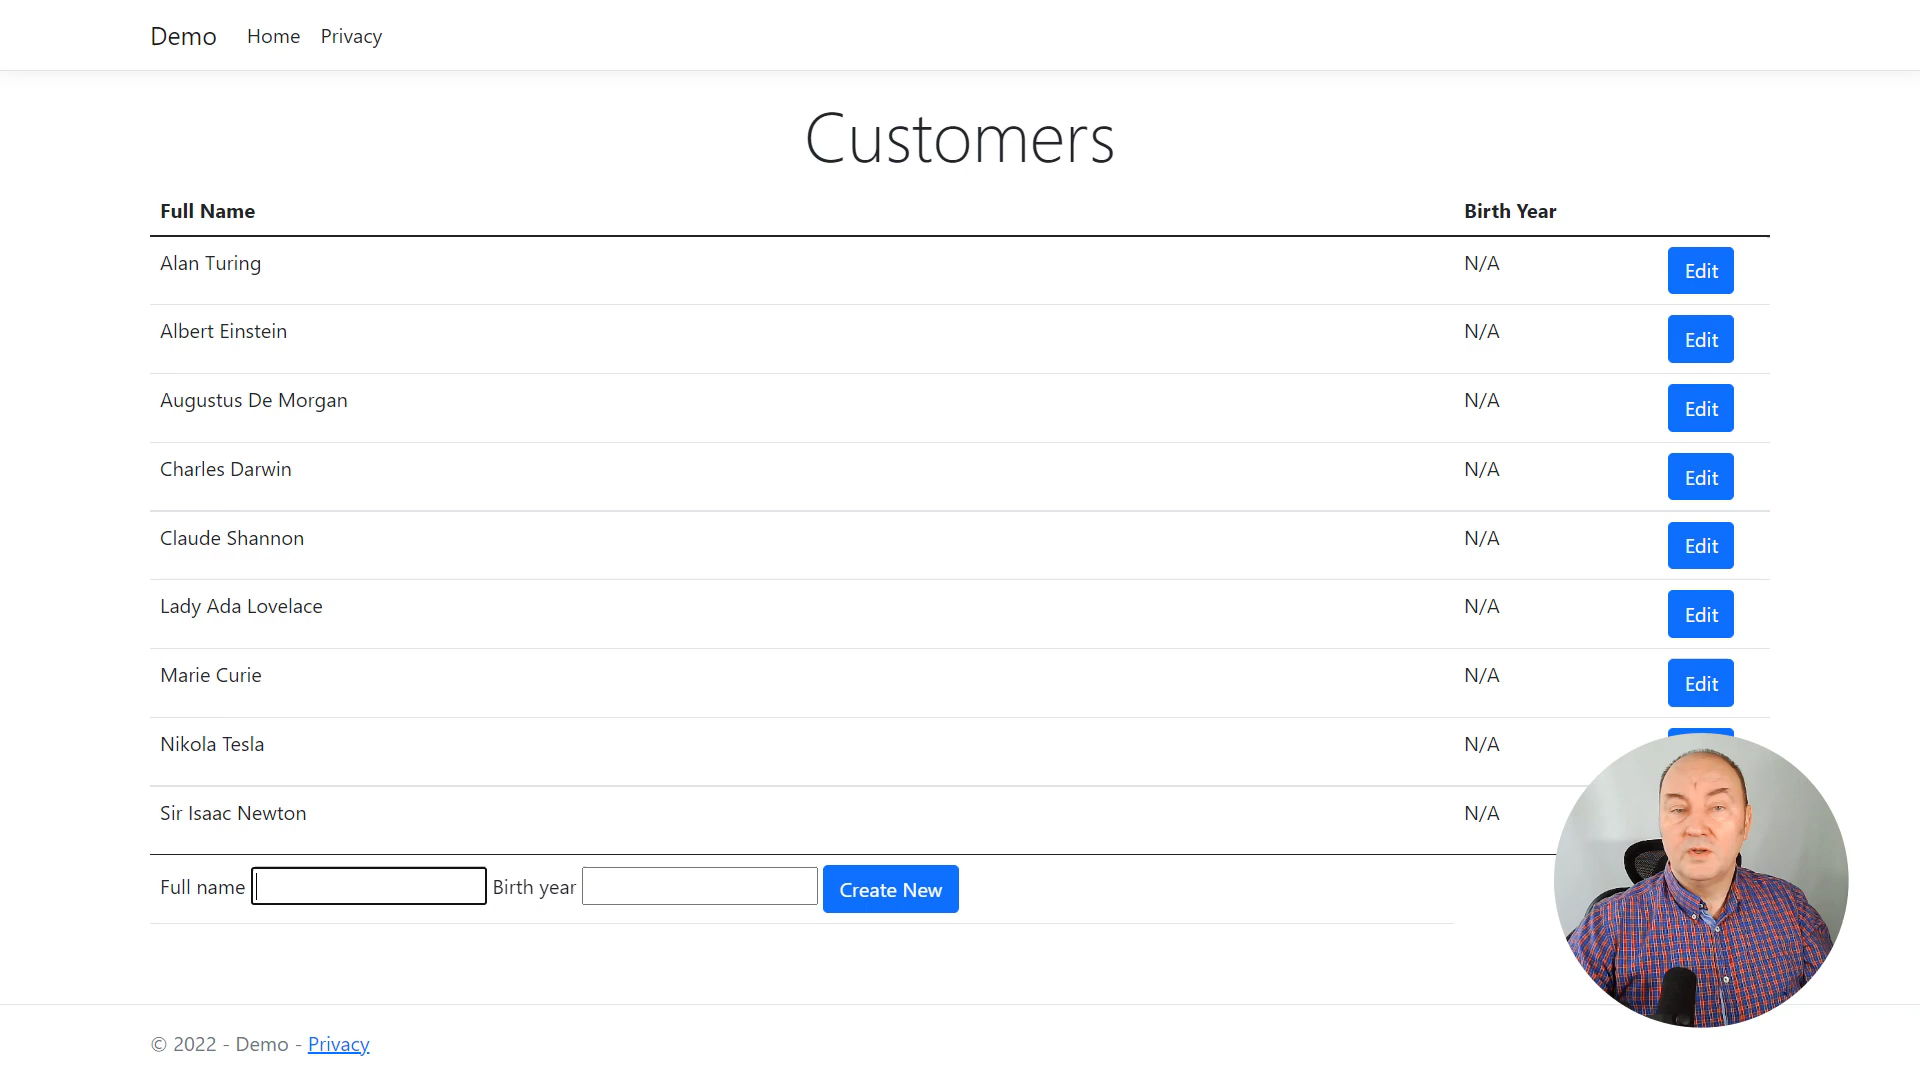 Demo Home Privacy
Customers
Full Name Birth Year
Alan Turing N/A Edit
Albert Einstein N/A Edit
Augustus De Morgan N/A Edit
Charles Darwin N/A Edit
Claude Shannon N/A Edit
Lady Ada Lovelace N/A Edit
Marie Curie N/A Edit
Nikola Tesla N/A
Sir Isaac Newton N/A
Full name Birth year Create New
© 2022 - Demo - Privacy